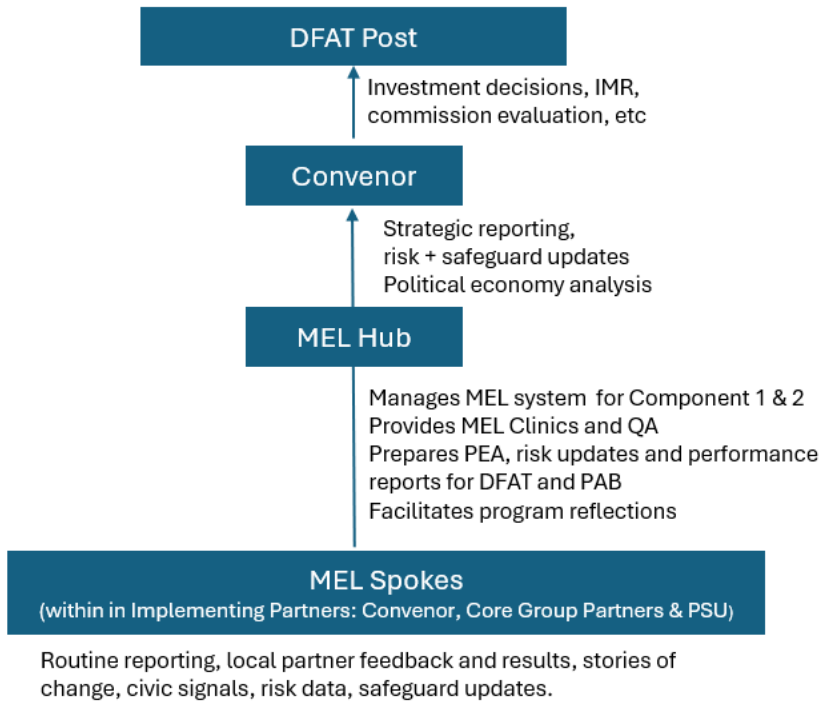 DFAT Post
Investment decisions, IMR,
commission evaluation, etc
Convenor
Strategic reporting,
risk + safeguard updates
Political economy analysis
MEL Hub
Manages MEL system for Component 1 & 2
Provides MEL Clinics and QA
Prepares PEA, risk updates and performance
reports for DFAT and PAB
Facilitates program reflections
MEL Spokes
(within in Implementing Partners: Convenor, Core Group Partners & PSU)
Routine reporting, local partner feedback and results, stories of
change, civic signals, risk data, safeguard updates.